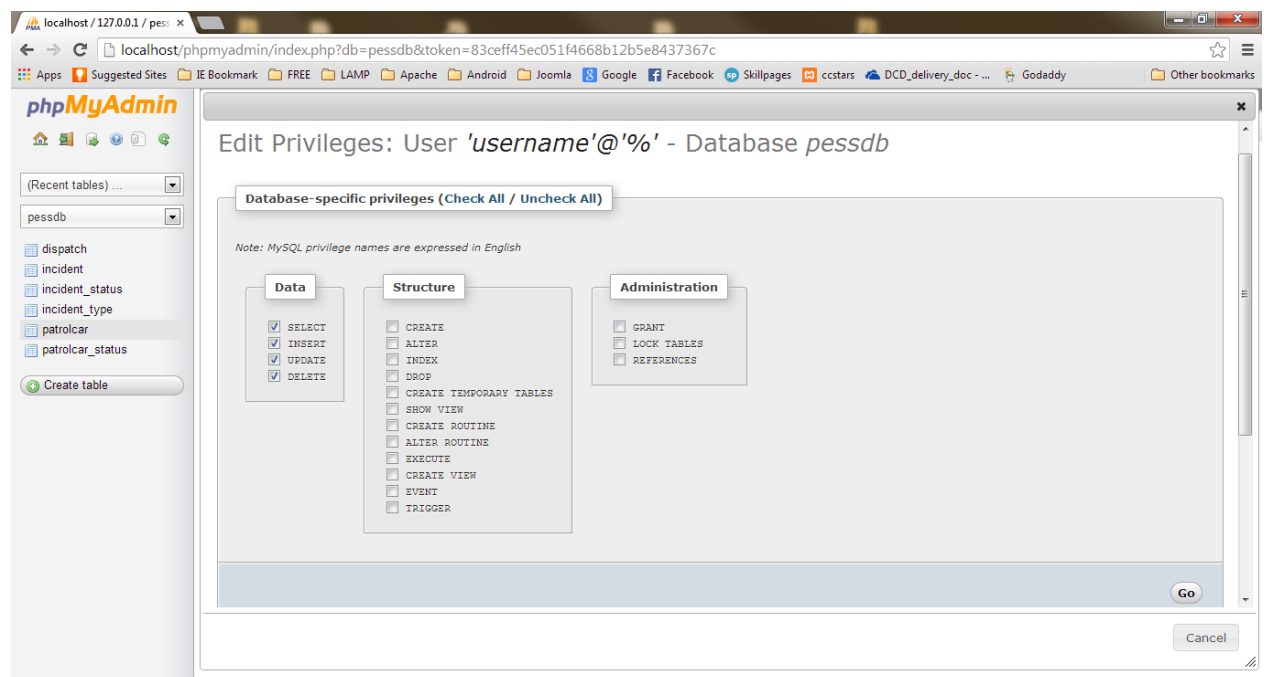 localhost / 127.0.0.1 / pess
localhost/phpmyadmin/index.php?db=pessdb&token=83ceff45ec051f4668b12b5e8437367c
Apps Suggested Sites IE Bookmark FREE LAMP Apache Android Joomla Google Facebook Skillpages ccstars DCD_delivery_doc - ... Godaddy Other bookmarks
phpMyAdmin
(Recent tables) ...
pessdb
dispatch
incident
incident_status
incident_type
patrolcar
patrolcar_status
Create table
Edit Privileges: User 'username'@'%' - Database pessdb
Database-specific privileges (Check All / Uncheck All)
Note: MySQL privilege names are expressed in English
Data
SELECT
INSERT
UPDATE
DELETE
Structure
CREATE
ALTER
INDEX
DROP
CREATE TEMPORARY TABLES
SHOW VIEW
CREATE ROUTINE
ALTER ROUTINE
EXECUTE
CREATE VIEW
EVENT
TRIGGER
Administration
GRANT
LOCK TABLES
REFERENCES
Go
Cancel